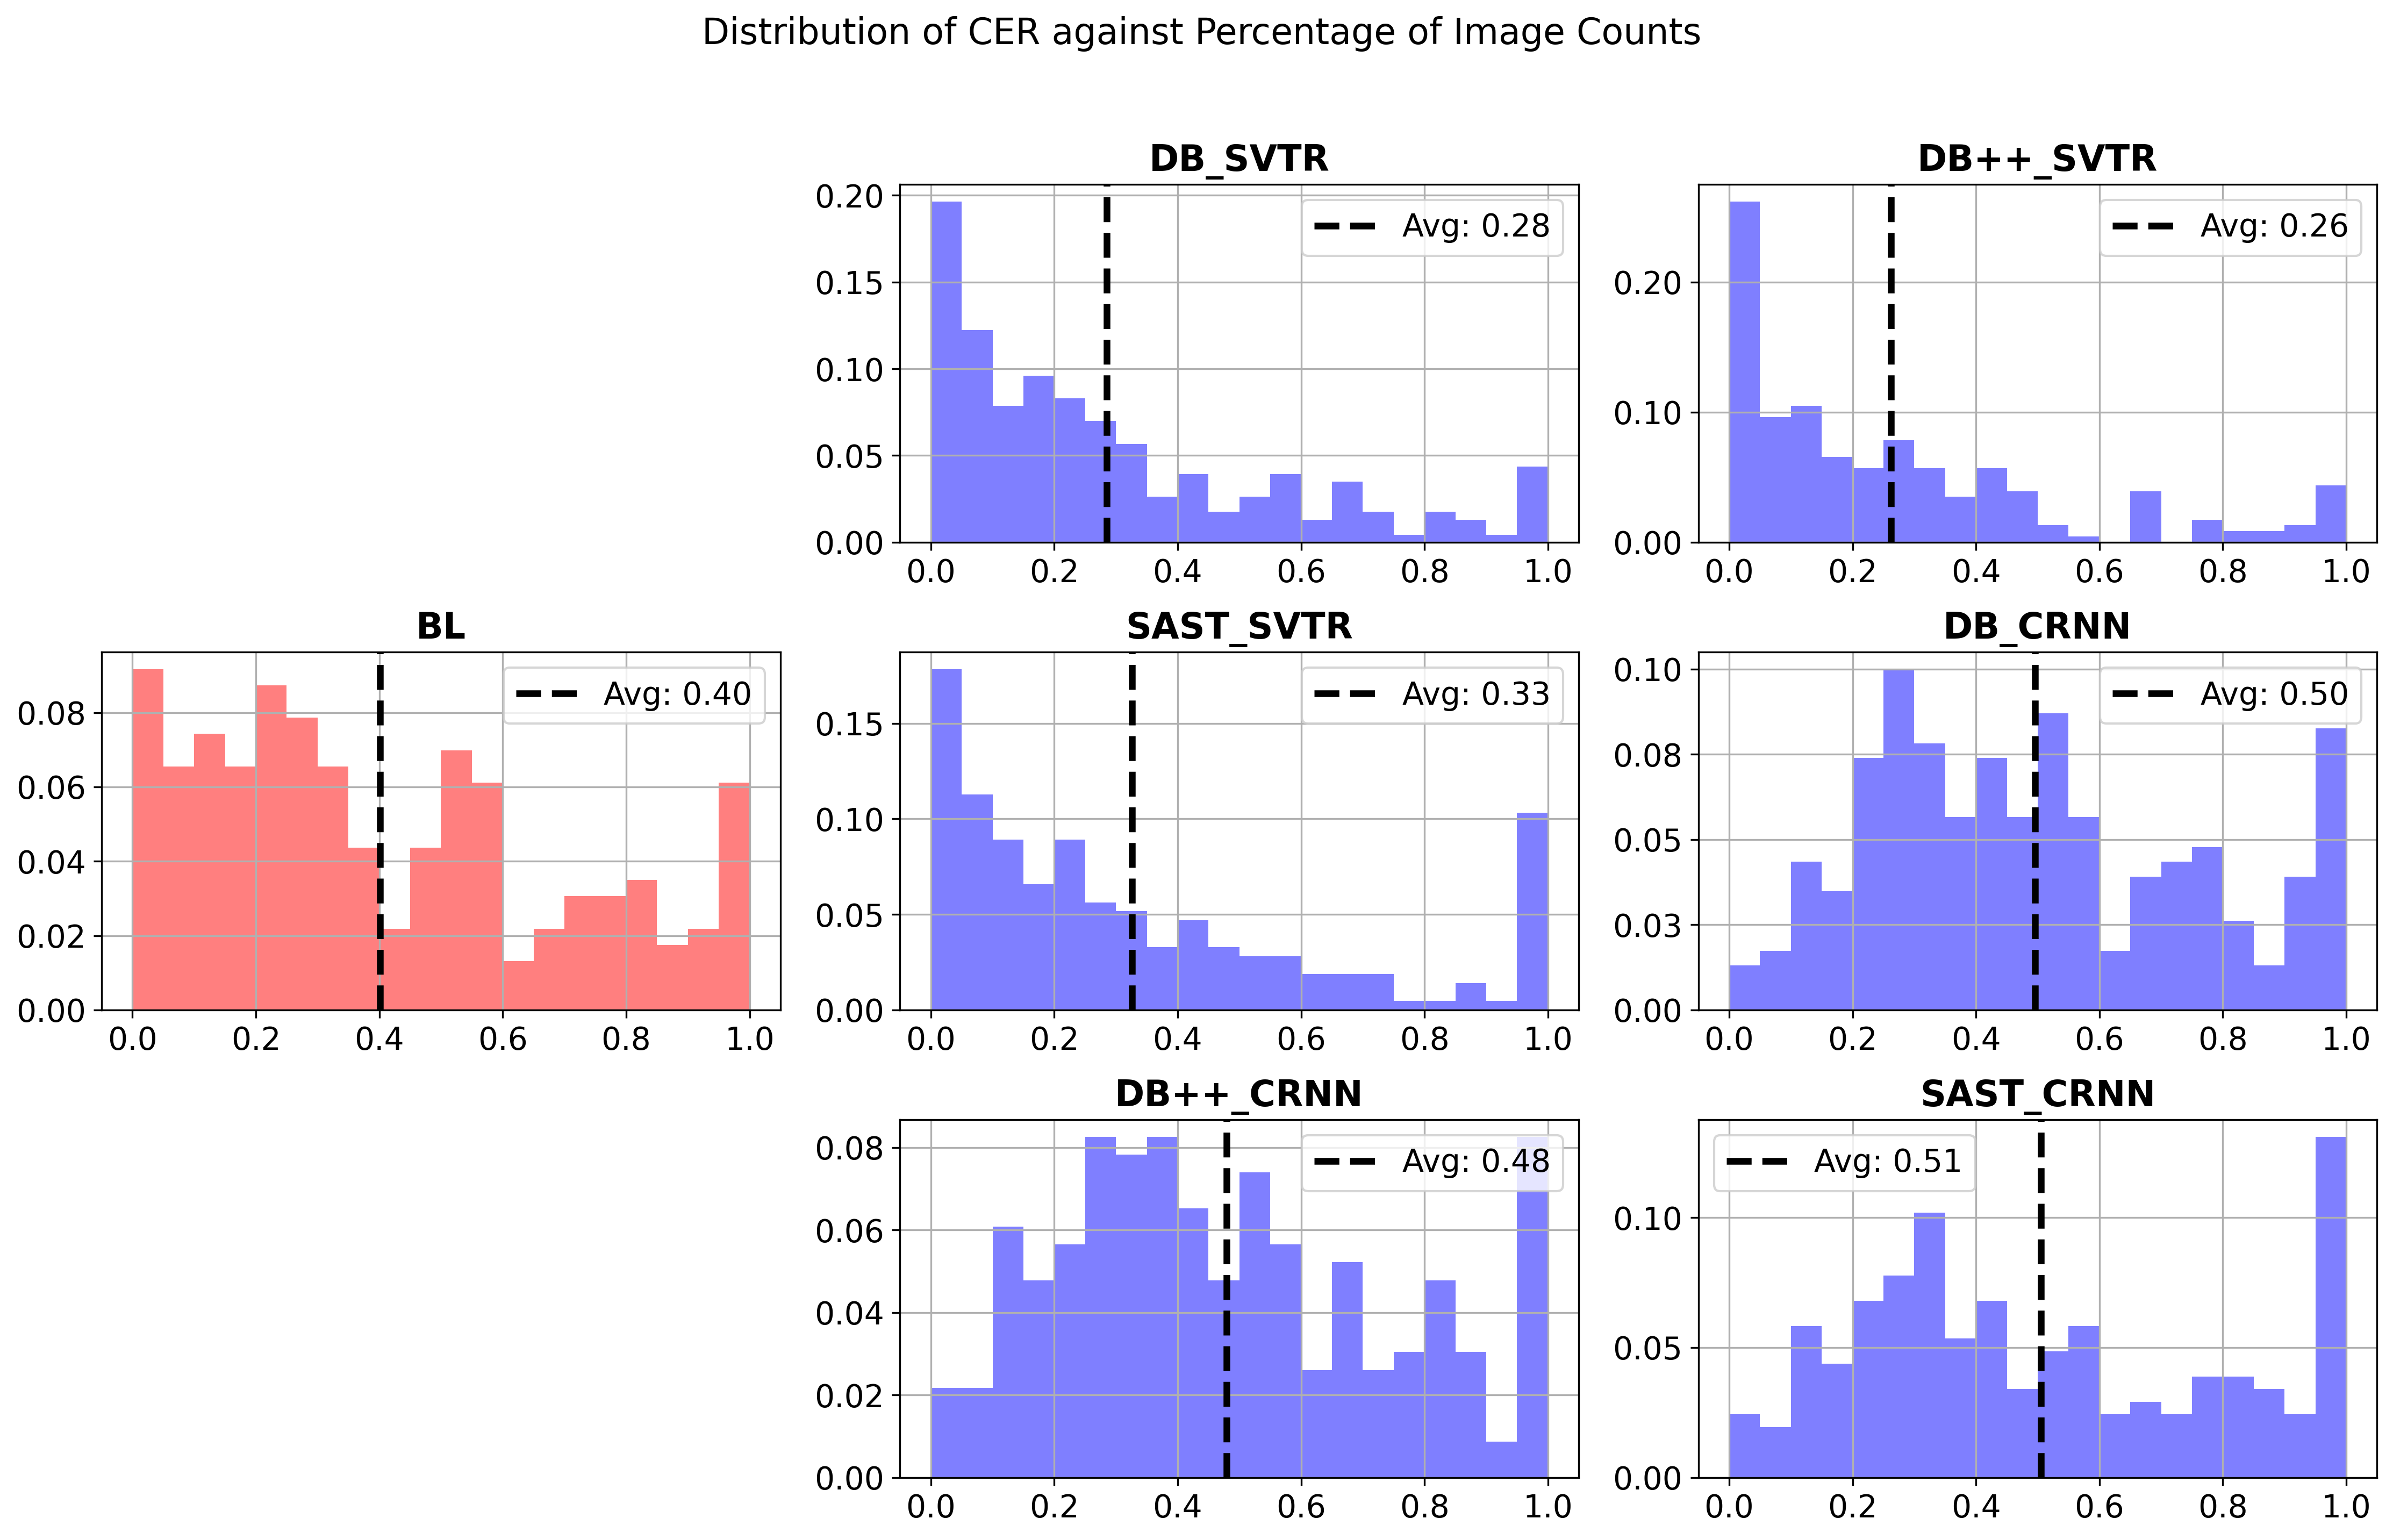 Distribution of CER against Percentage of Image Counts
DB_SVTR
Avg: 0.28
0.20
0.15
0.10
0.05
0.00
0.0 0.2 0.4 0.6 0.8 1.0
DB++_SVTR
Avg: 0.26
0.20
0.10
0.00
0.0 0.2 0.4 0.6 0.8 1.0
BL
Avg: 0.40
0.08
0.06
0.04
0.02
0.00
0.0 0.2 0.4 0.6 0.8 1.0
SAST_SVTR
Avg: 0.33
0.15
0.10
0.05
0.00
0.0 0.2 0.4 0.6 0.8 1.0
DB_CRNN
Avg: 0.50
0.10
0.08
0.05
0.03
0.00
0.0 0.2 0.4 0.6 0.8 1.0
DB++_CRNN
Avg: 0.48
0.08
0.06
0.04
0.02
0.00
0.0 0.2 0.4 0.6 0.8 1.0
SAST_CRNN
Avg: 0.51
0.10
0.05
0.00
0.0 0.2 0.4 0.6 0.8 1.0